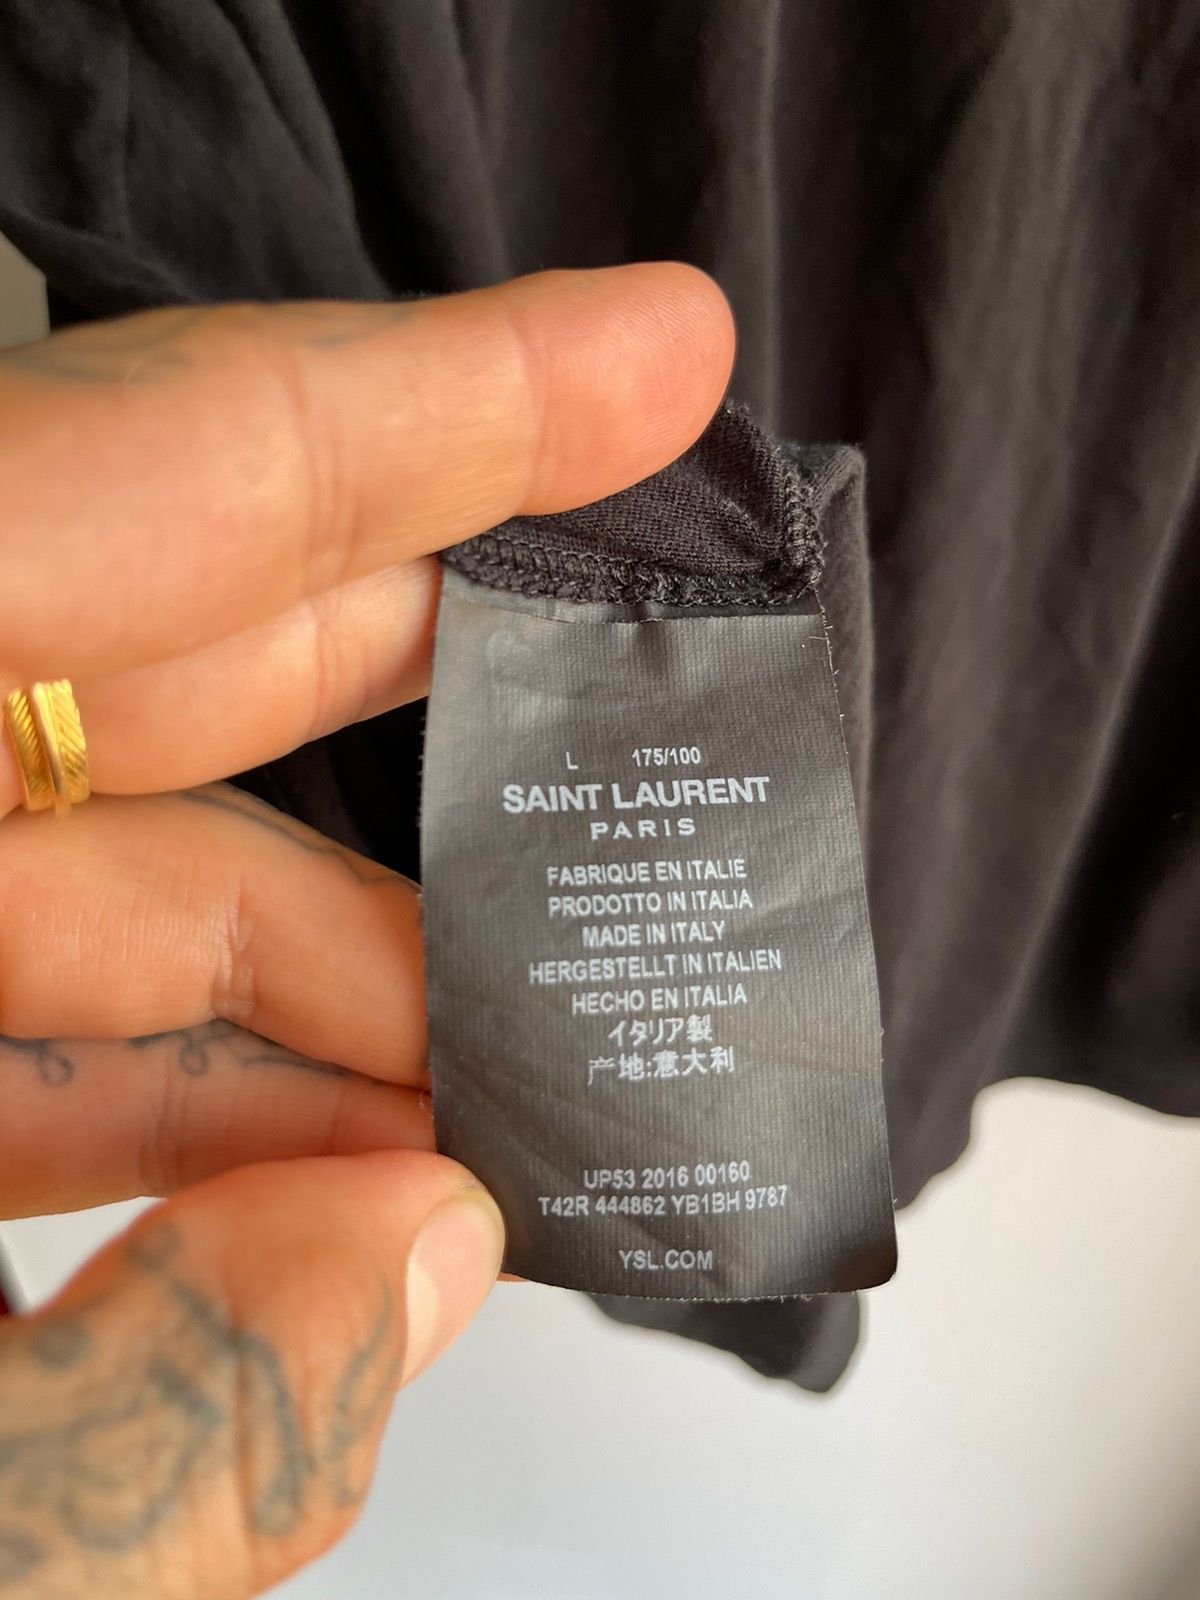 L 175/100
SAINT LAURENT
PARIS
FABRIQUE EN ITALIE
PRODOTTO IN ITALIA
MADE IN ITALY
HERGESTELLT IN ITALIEN
HECHO EN ITALIA
イタリア製
产地:意大利
UP53 2016 00160
T42R 444862 YB1BH 9787
YSL.COM